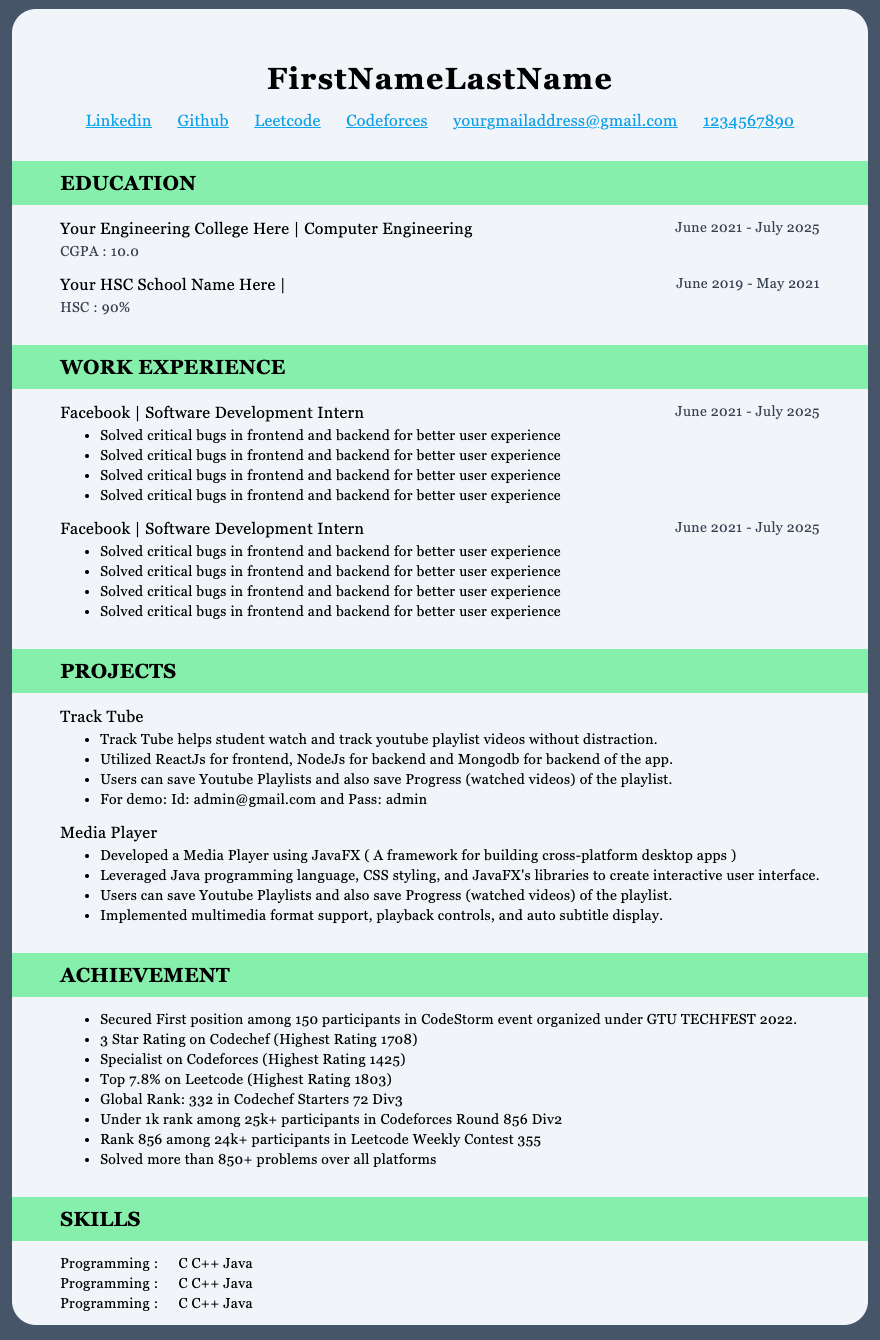 FirstNameLastName
Linkedin Github Leetcode Codeforces yourgmailaddress@gmail.com 1234567890
EDUCATION
Your Engineering College Here | Computer Engineering June 2021 - July 2025
CGPA : 10.0
Your HSC School Name Here | June 2019 - May 2021
HSC : 90%
WORK EXPERIENCE
Facebook | Software Development Intern June 2021 - July 2025
• Solved critical bugs in frontend and backend for better user experience
• Solved critical bugs in frontend and backend for better user experience
• Solved critical bugs in frontend and backend for better user experience
• Solved critical bugs in frontend and backend for better user experience
Facebook | Software Development Intern June 2021 - July 2025
• Solved critical bugs in frontend and backend for better user experience
• Solved critical bugs in frontend and backend for better user experience
• Solved critical bugs in frontend and backend for better user experience
• Solved critical bugs in frontend and backend for better user experience
PROJECTS
Track Tube
• Track Tube helps student watch and track youtube playlist videos without distraction.
• Utilized ReactJs for frontend, NodeJs for backend and Mongodb for backend of the app.
• Users can save Youtube Playlists and also save Progress (watched videos) of the playlist.
• For demo: Id: admin@gmail.com and Pass: admin
Media Player
• Developed a Media Player using JavaFX ( A framework for building cross-platform desktop apps )
• Leveraged Java programming language, CSS styling, and JavaFX's libraries to create interactive user interface.
• Users can save Youtube Playlists and also save Progress (watched videos) of the playlist.
• Implemented multimedia format support, playback controls, and auto subtitle display.
ACHIEVEMENT
• Secured First position among 150 participants in CodeStorm event organized under GTU TECHFEST 2022.
• 3 Star Rating on Codechef (Highest Rating 1708)
• Specialist on Codeforces (Highest Rating 1425)
• Top 7.8% on Leetcode (Highest Rating 1803)
• Global Rank: 332 in Codechef Starters 72 Div3
• Under 1k rank among 25k+ participants in Codeforces Round 856 Div2
• Rank 856 among 24k+ participants in Leetcode Weekly Contest 355
• Solved more than 850+ problems over all platforms
SKILLS
Programming : C C++ Java
Programming : C C++ Java
Programming : C C++ Java